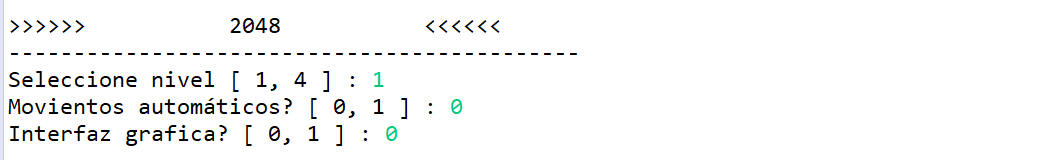 >>>>>> 2048 <<<<<<
---------------------------------------------
Seleccione nivel [ 1, 4 ] : 1
Movientos automáticos? [ 0, 1 ] : 0
Interfaz grafica? [ 0, 1 ] : 0